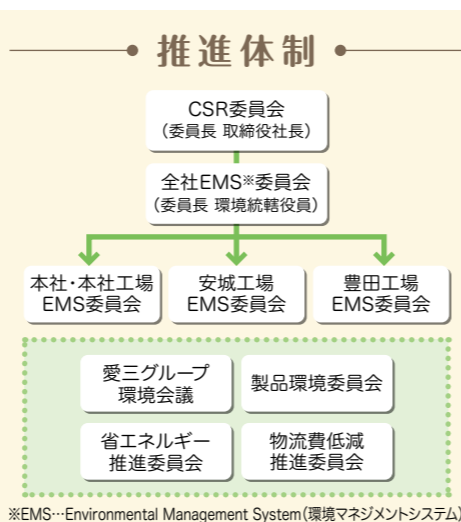 推進体制
CSR委員会
（委員長 取締役社長）
全社EMS※委員会
（委員長 環境統轄役員）
本社・本社工場
EMS委員会
安城工場
EMS委員会
豊田工場
EMS委員会
愛三グループ
環境会議
製品環境委員会
省エネルギー
推進委員会
物流費低減
推進委員会
※EMS…Environmental Management System（環境マネジメントシステム）